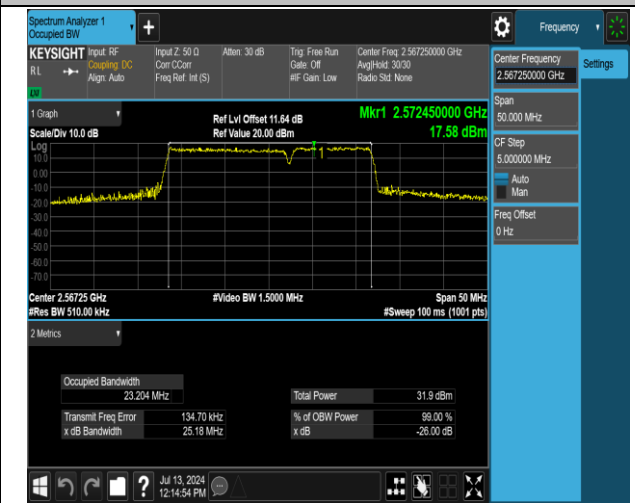 Spectrum Analyzer 1
Occupied BW
Frequency
KEYSIGHT
RL
Input: RF
Coupling: DC
Align: Auto
Input Z: 50 Ω
Corr CCorr
Freq Ref: Int (S)
Atten: 30 dB
Trig: Free Run
Gate: Off
#IF Gain: Low
Center Freq: 2.567250000 GHz
Avg|Hold: 30/30
Radio Std: None
LXI
Center Frequency
2.567250000 GHz
Settings
Span
50.000 MHz
CF Step
5.000000 MHz
Auto
Man
Freq Offset
0 Hz
1 Graph
Scale/Div 10.0 dB
Ref Lvl Offset 11.64 dB
Ref Value 20.00 dBm
Mkr1 2.572450000 GHz
17.58 dBm
Log
10.0
0.00
-10.0
-20.0
-30.0
-40.0
-50.0
-60.0
-70.0
1
Center 2.56725 GHz
#Video BW 1.5000 MHz
Span 50 MHz
#Res BW 510.00 kHz
#Sweep 100 ms (1001 pts)
2 Metrics
Occupied Bandwidth
23.204 MHz
Total Power 31.9 dBm
Transmit Freq Error 134.70 kHz
% of OBW Power 99.00 %
x dB Bandwidth 25.18 MHz
x dB -26.00 dB
Jul 13, 2024
12:14:54 PM